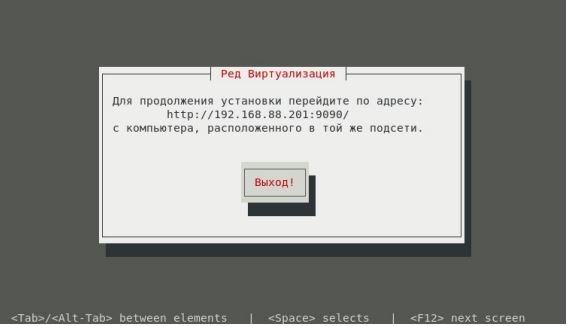 Ред Виртуализация
Для продолжения установки перейдите по адресу:
http://192.168.88.201:9090/
с компьютера, расположенного в той же подсети.
Выход!
<Tab>/<Alt-Tab> between elements | <Space> selects | <F12> next screen